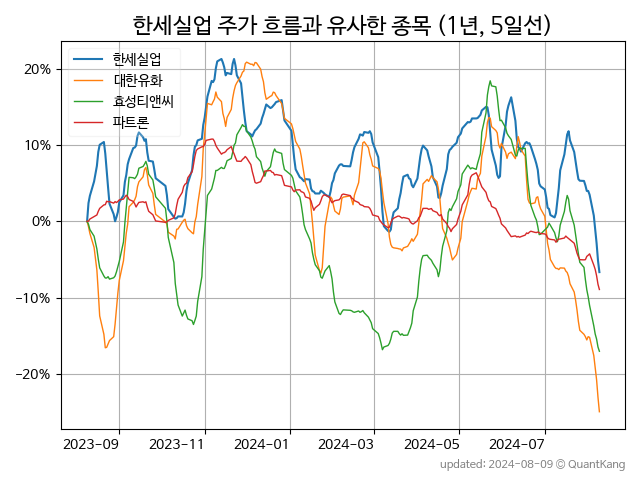 한세실업 주가 흐름과 유사한 종목 (1년, 5일선)
한세실업
대한유화
효성티앤씨
파트론
20%
10%
0%
−10%
−20%
2023-09 2023-11 2024-01 2024-03 2024-05 2024-07
updated: 2024-08-09 © QuantKang